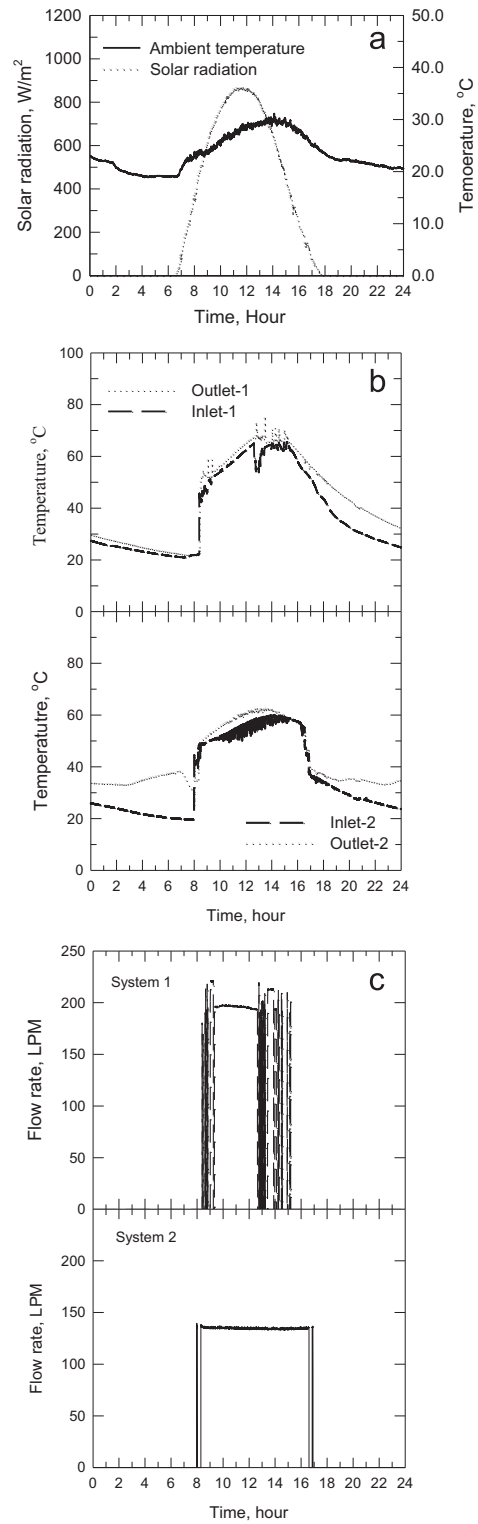 1200
1000
800
600
400
200
0
Solar radiation, W/m²
Ambient temperature
Solar radiation
a
50.0
40.0
30.0
20.0
10.0
0.0
Temoerature, °C
0 2 4 6 8 10 12 14 16 18 20 22 24
Time, Hour
100
80
60
40
20
0
Temperature, °C
Outlet-1
Inlet-1
b
80
60
40
20
0
Temperatutre, °C
Inlet-2
Outlet-2
0 2 4 6 8 10 12 14 16 18 20 22 24
Time, hour
250
200
150
100
50
0
Flow rate, LPM
System 1
c
System 2
200
150
100
50
0
Flow rate, LPM
0 2 4 6 8 10 12 14 16 18 20 22 24
Time, hour